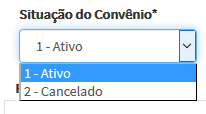 Situação do Convênio*
1 - Ativo
1 - Ativo
2 - Cancelado